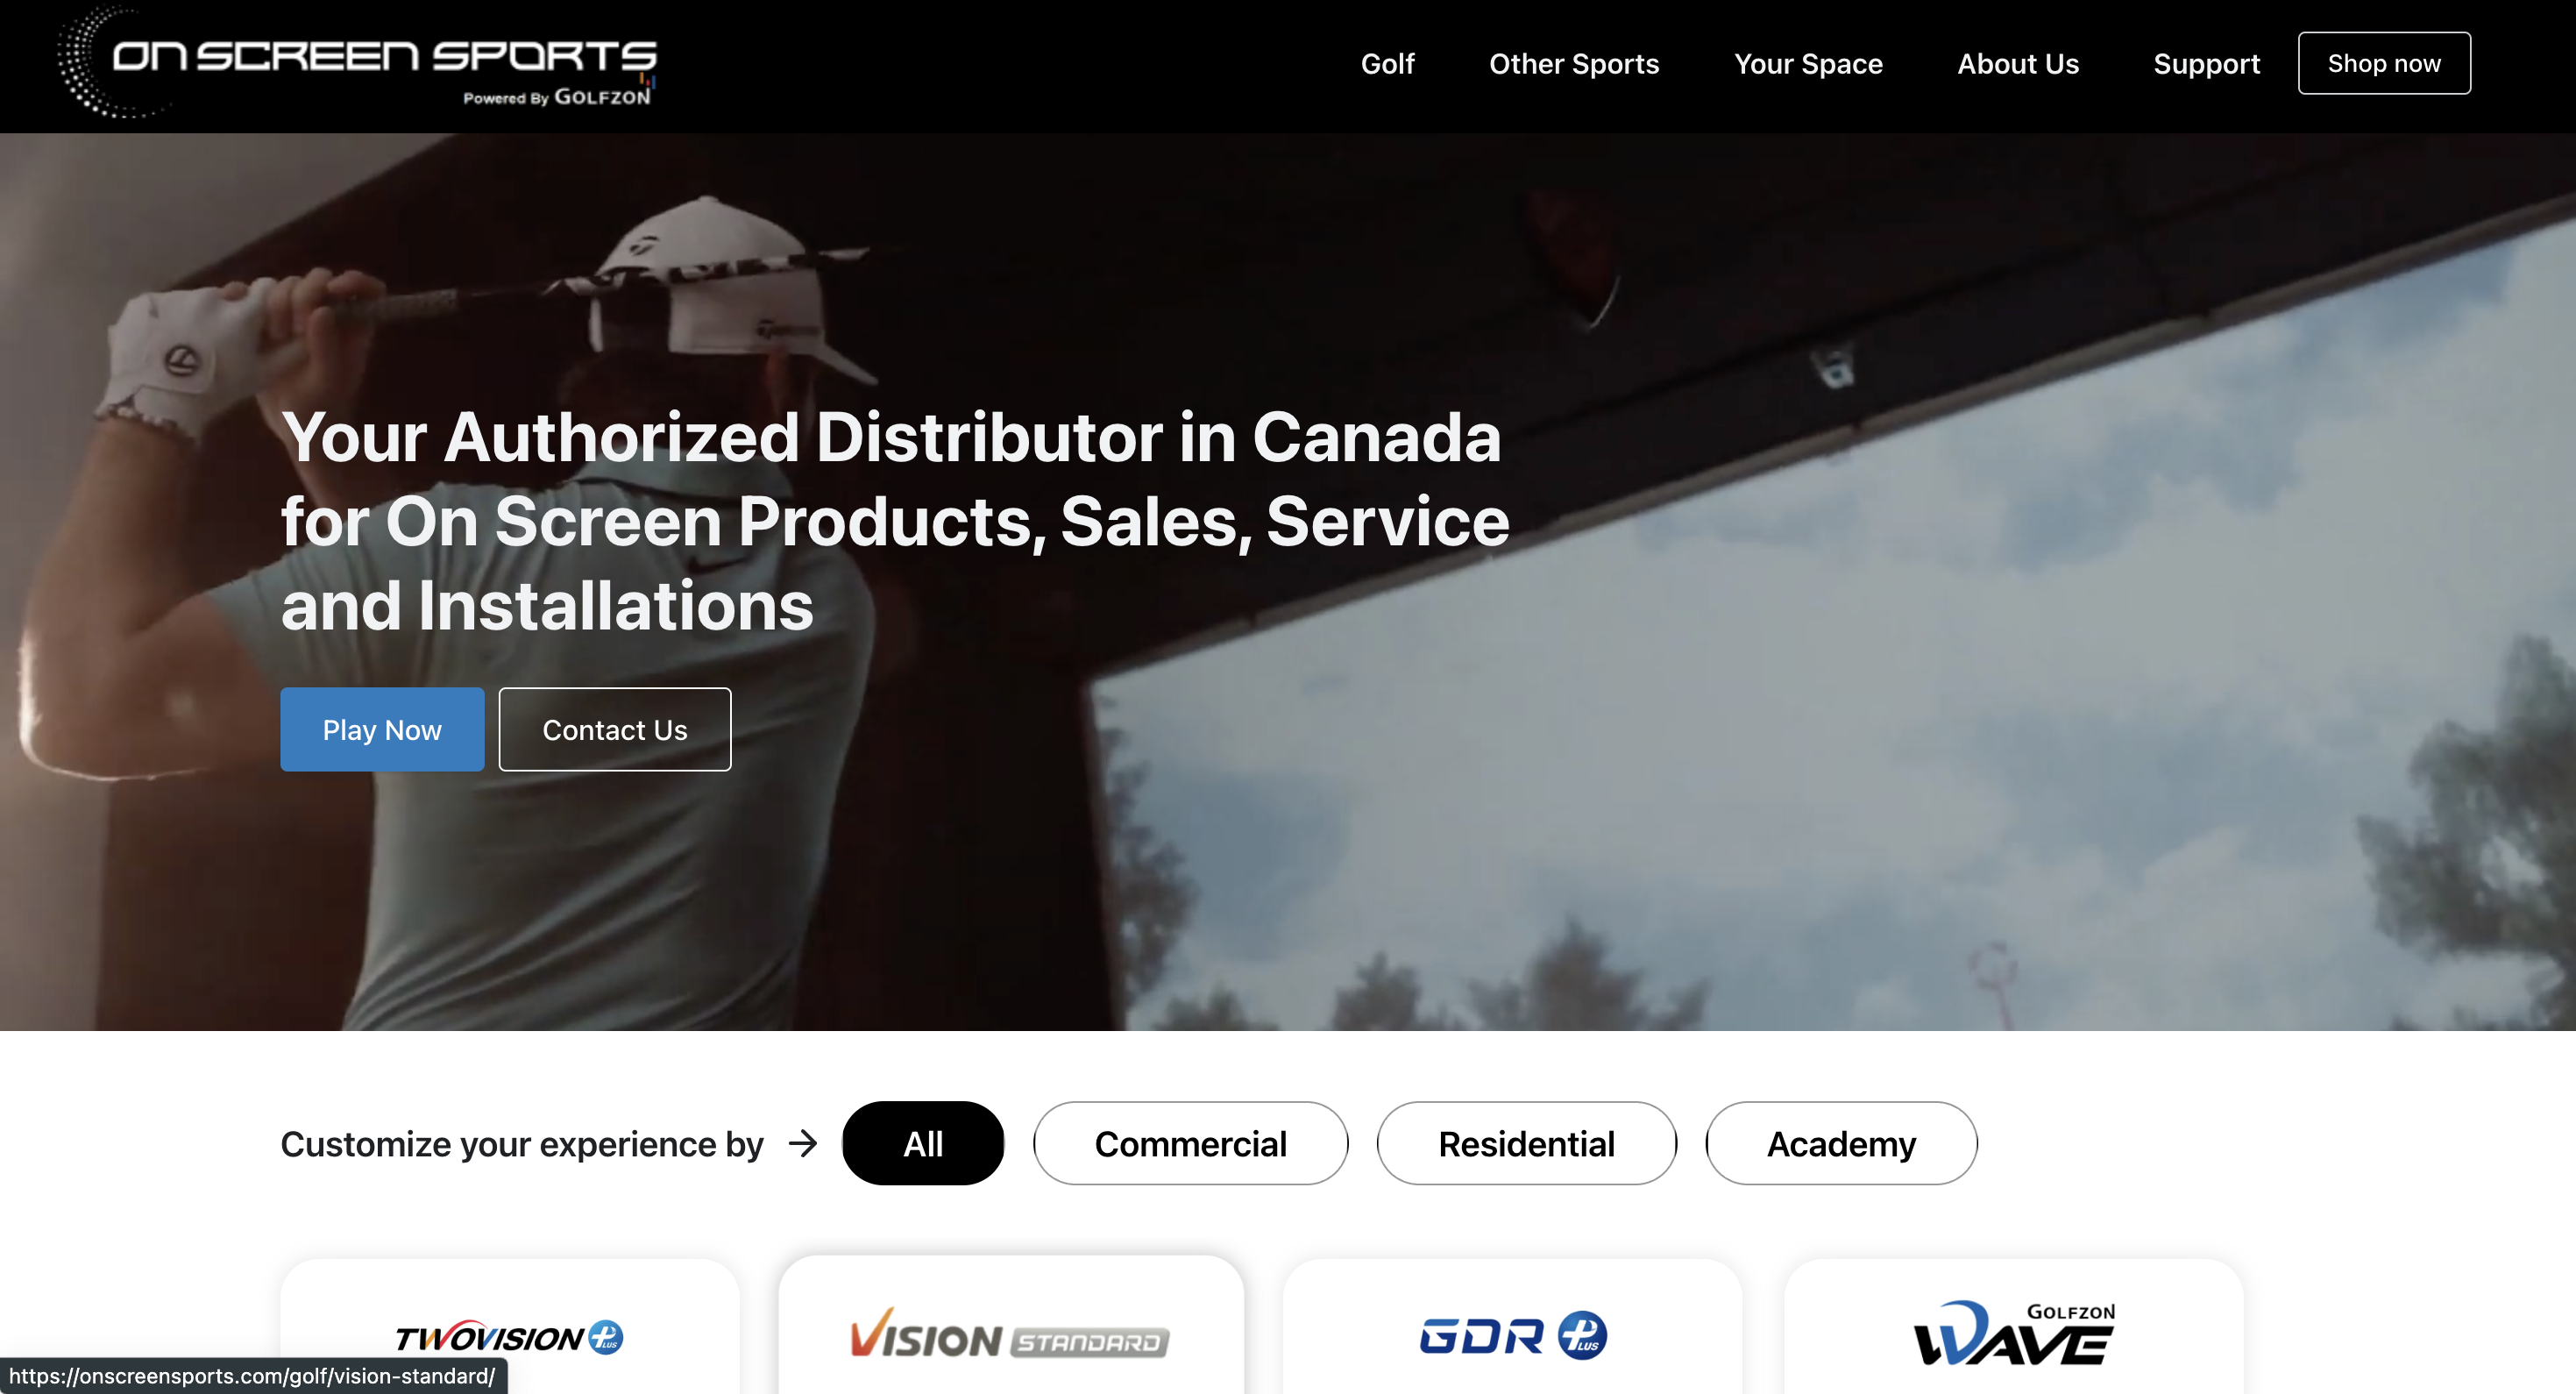 ON SCREEN SPORTS
Powered By GOLFZON
Golf Other Sports Your Space About Us Support Shop now
Your Authorized Distributor in Canada
for On Screen Products, Sales, Service
and Installations
Play Now Contact Us
Customize your experience by → All Commercial Residential Academy
TWOVISION PLUS VISION STANDARD GDR PLUS GOLFZON WAVE
https://onscreensports.com/golf/vision-standard/